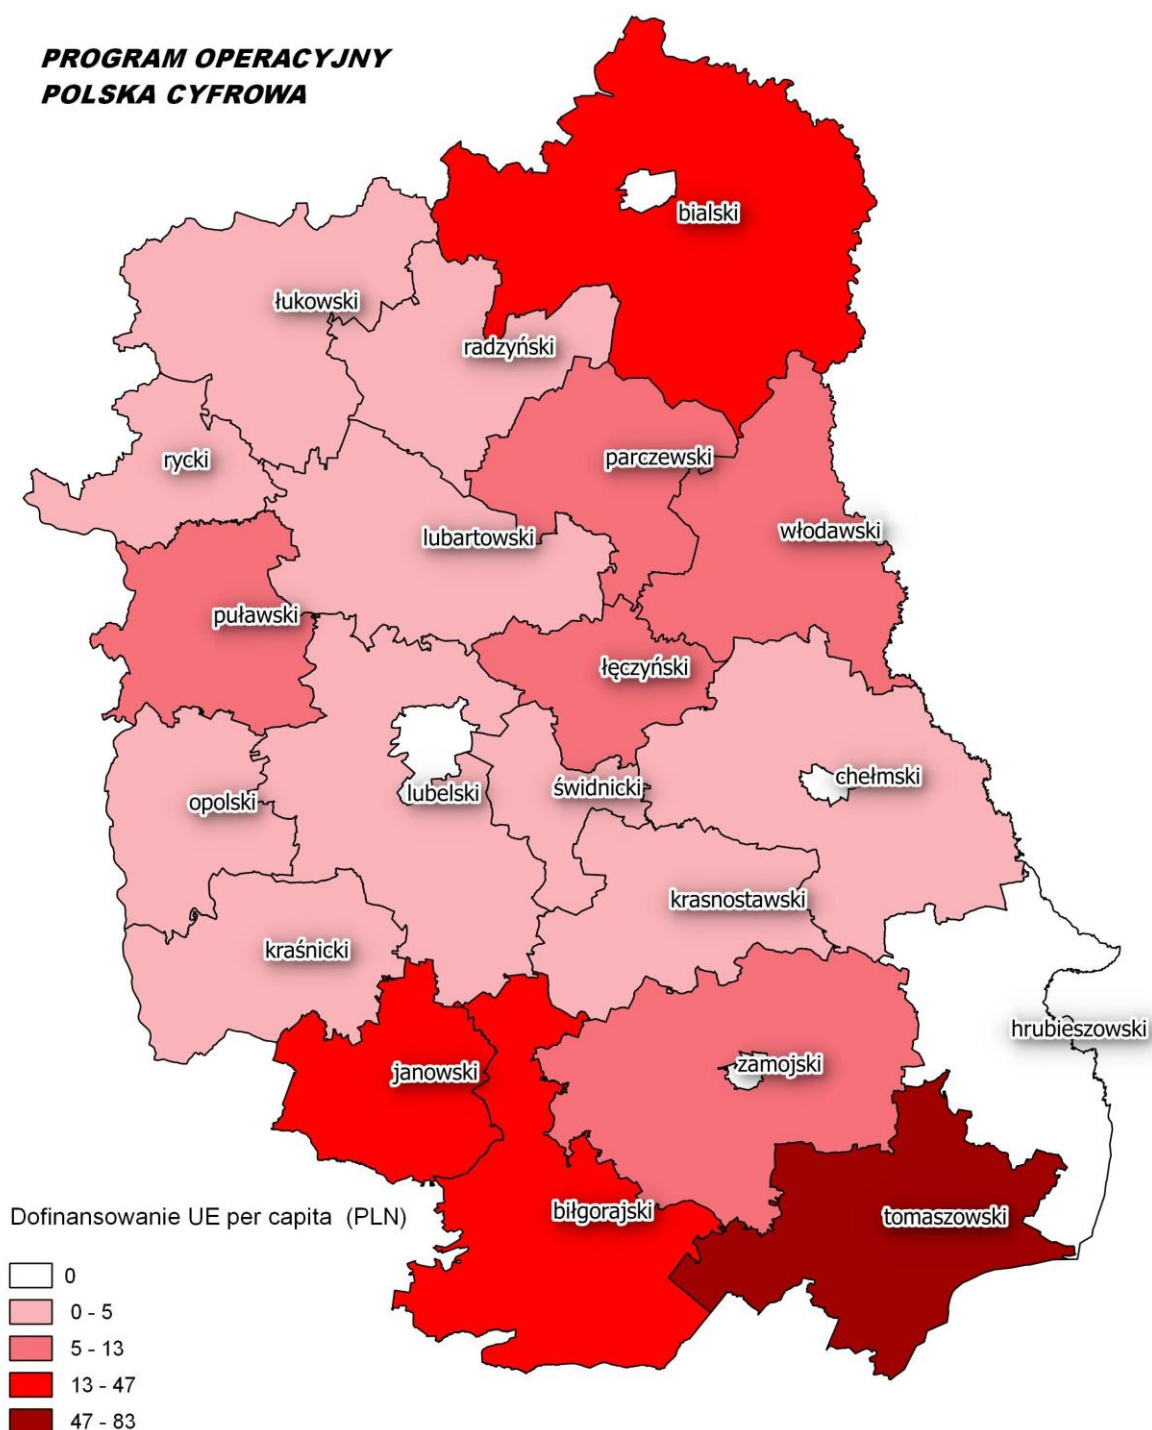 PROGRAM OPERACYJNY
POLSKA CYFROWA
bialski
łukowski
radzyński
rycki
parczewski
włodawski
lubartowski
puławski
łęczyński
chełmski
świdnicki
lubelski
opolski
krasnostawski
kraśnicki
hrubieszowski
zamojski
janowski
biłgorajski
tomaszowski
Dofinansowanie UE per capita (PLN)
0
0 - 5
5 - 13
13 - 47
47 - 83